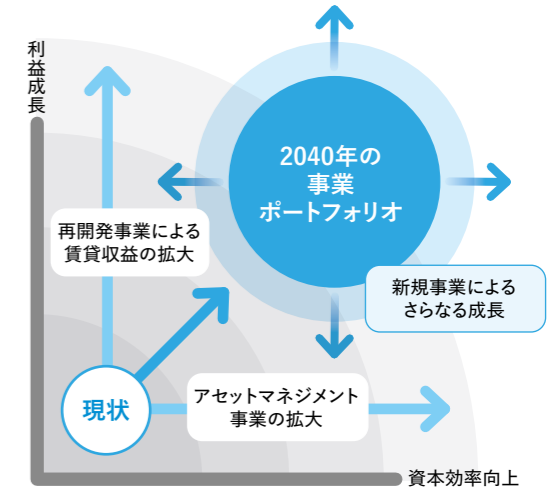 利益成長
2040年の
事業
ポートフォリオ
再開発事業による
賃貸収益の拡大
新規事業による
さらなる成長
現状
アセットマネジメント
事業の拡大
資本効率向上